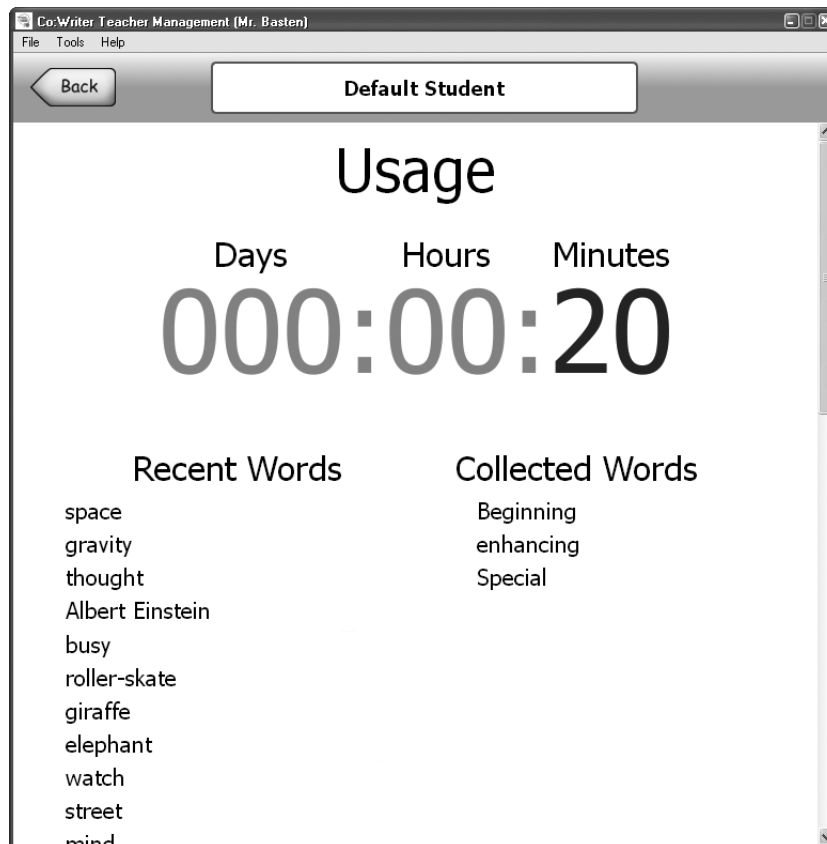 Co:Writer Teacher Management (Mr. Basten)
File Tools Help
Back
Default Student
Usage
Days Hours Minutes
000:00:20
Recent Words Collected Words
space Beginning
gravity enhancing
thought Special
Albert Einstein
busy
roller-skate
giraffe
elephant
watch
street
mind